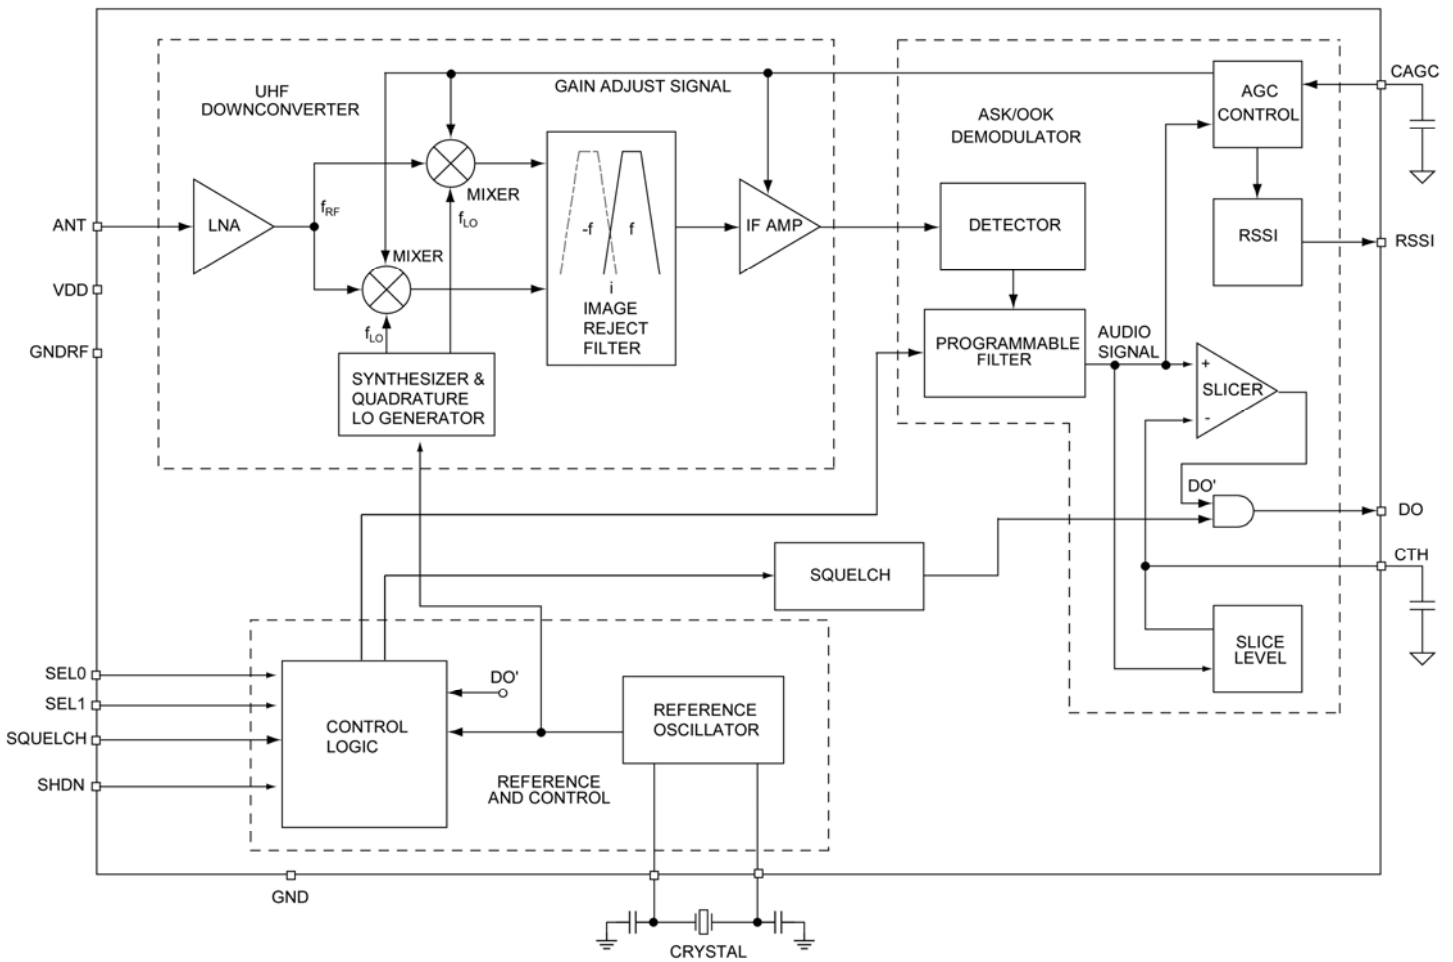 CAGC
UHF
DOWNCONVERTER
GAIN ADJUST SIGNAL
AGC
CONTROL
ASK/OOK
DEMODULATOR
MIXER
fRF
fLO
ANT
LNA
-f
f
IF AMP
DETECTOR
RSSI
RSSI
MIXER
VDD
i
IMAGE
REJECT
FILTER
fLO
GNDRF
PROGRAMMABLE
FILTER
AUDIO
SIGNAL
+
SLICER
-
SYNTHESIZER &
QUADRATURE
LO GENERATOR
DO'
DO
CTH
SQUELCH
SLICE
LEVEL
SEL0
SEL1
SQUELCH
SHDN
DO'
CONTROL
LOGIC
REFERENCE
OSCILLATOR
REFERENCE
AND CONTROL
GND
CRYSTAL